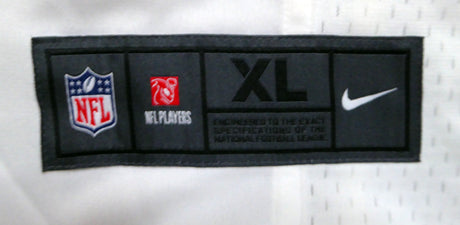 NFL
NFL PLAYERS
XL
ENGINEERED TO THE EXACT
SPECIFICATIONS OF THE
NATIONAL FOOTBALL LEAGUE.